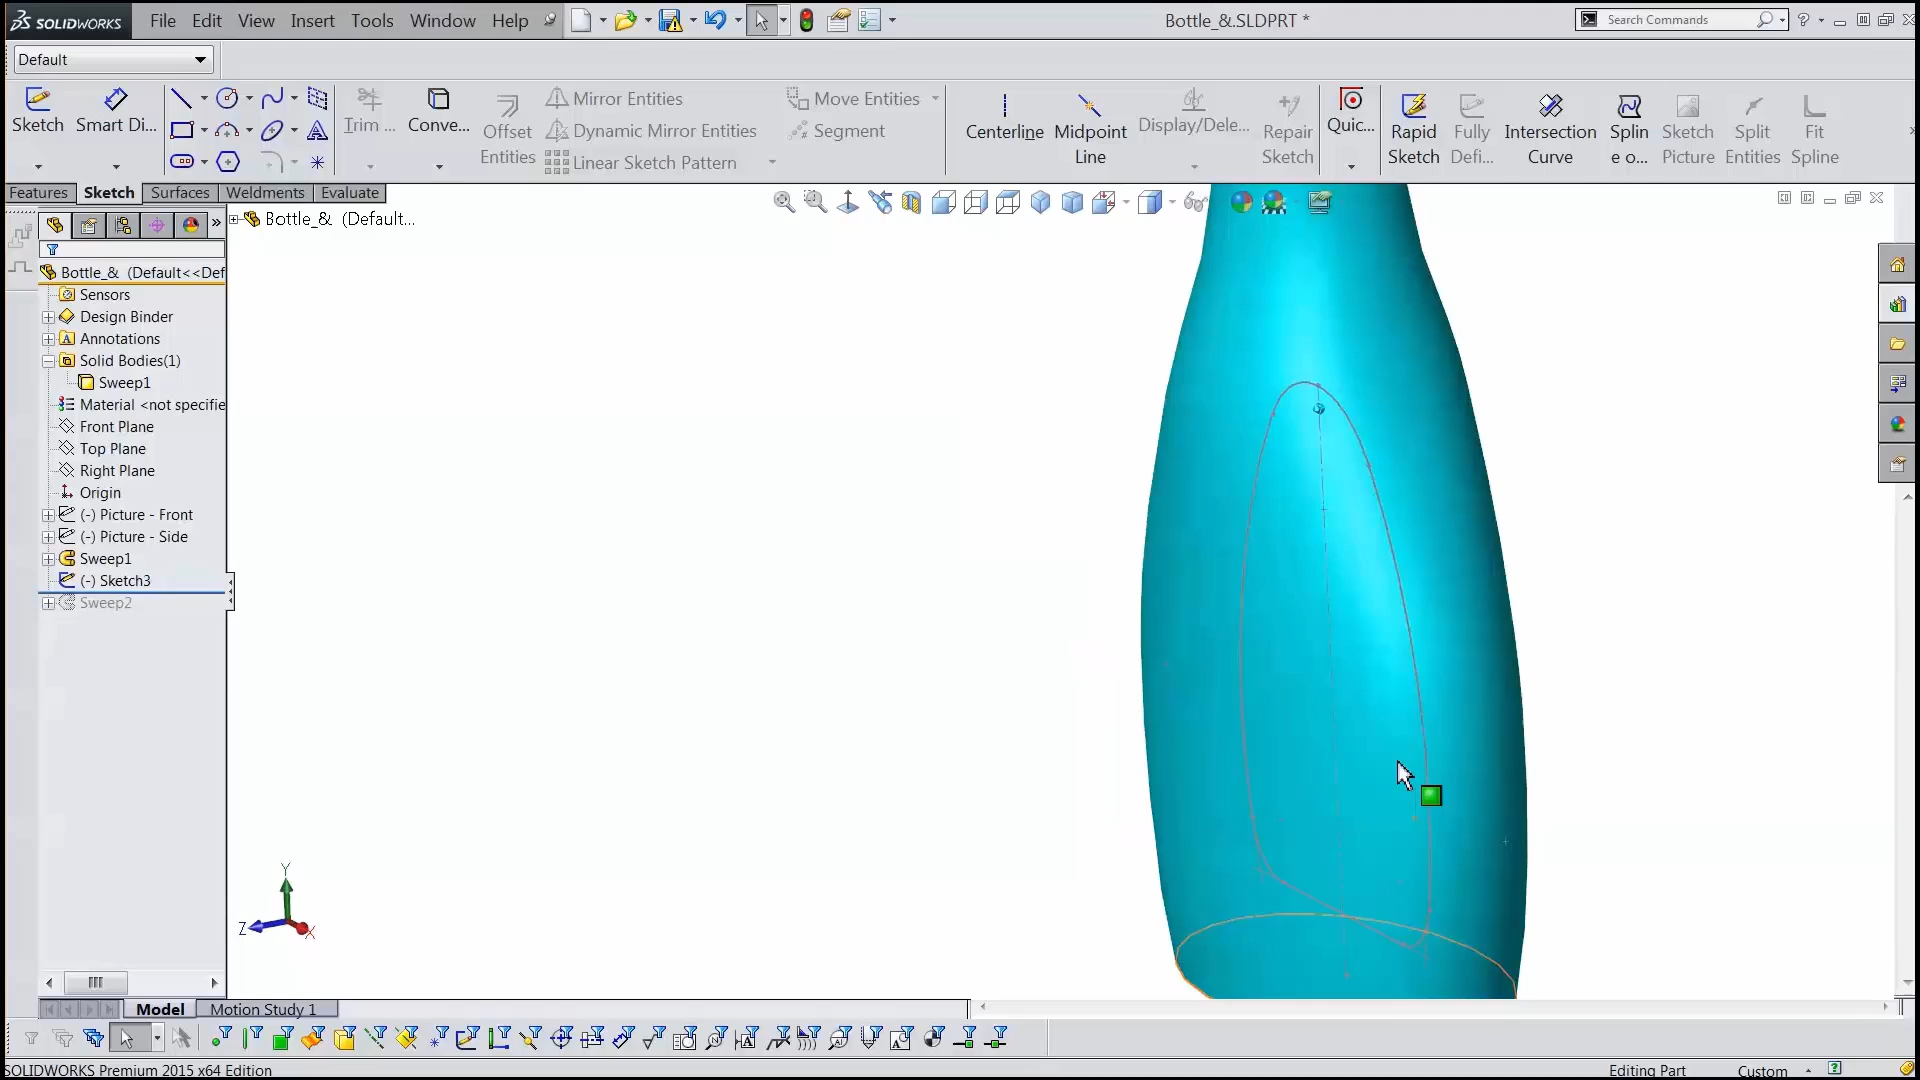 SOLIDWORKS File Edit View Insert Tools Window Help Bottle_&.SLDPRT * Search Commands ?
Default
Sketch Smart Di... Trim ... Conve... Offset Entities Mirror Entities Dynamic Mirror Entities Linear Sketch Pattern Move Entities Segment Centerline Midpoint Line Display/Dele... Repair Sketch Quic... Rapid Sketch Fully Defi... Intersection Curve Splin e o... Sketch Picture Split Entities Fit Spline
Features Sketch Surfaces Weldments Evaluate
Bottle_& (Default...
Bottle_& (Default<<Def
Sensors
Design Binder
Annotations
Solid Bodies(1)
Sweep1
Material <not specifie
Front Plane
Top Plane
Right Plane
Origin
(-) Picture - Front
(-) Picture - Side
Sweep1
(-) Sketch3
Sweep2
Y
Z
X
Model Motion Study 1
SOLIDWORKS Premium 2015 x64 Edition Editing Part Custom